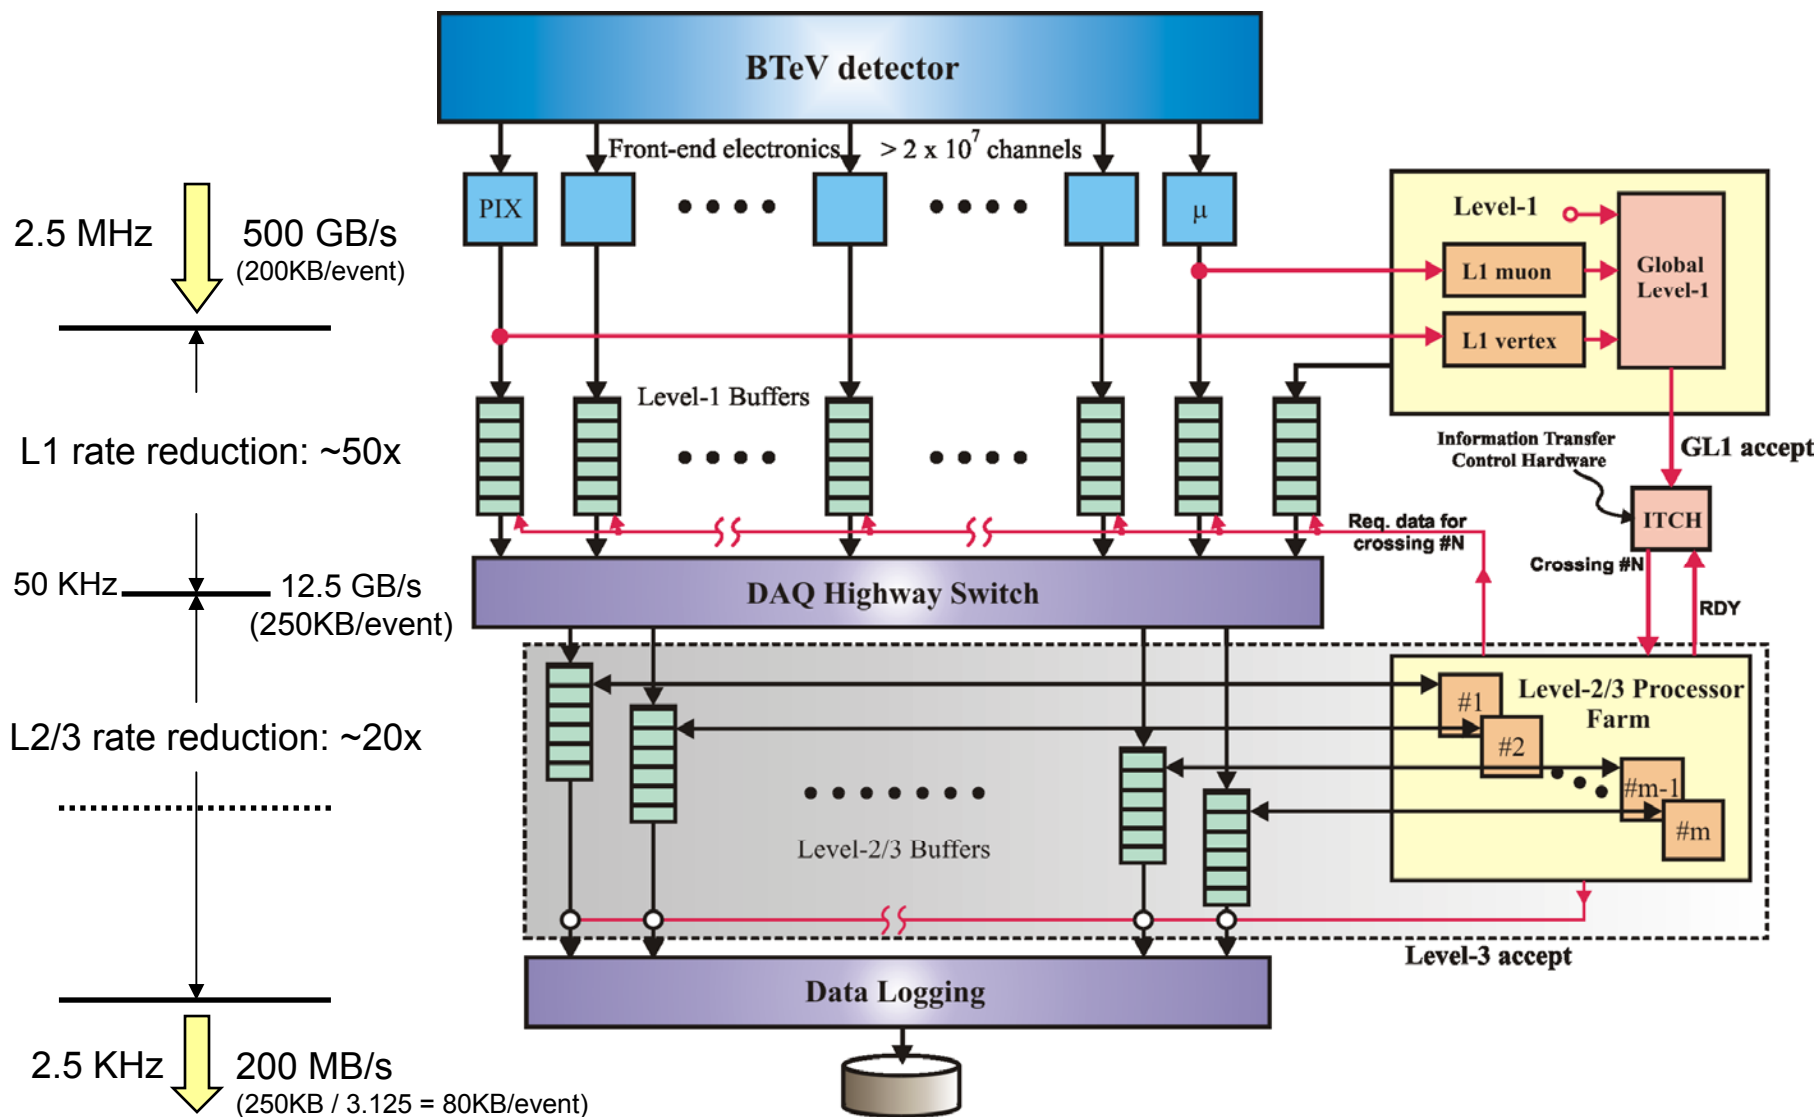 BTeV detector
Front-end electronics > 2 x 10⁷ channels
PIX
μ
2.5 MHz
500 GB/s
(200KB/event)
Level-1
L1 muon
L1 vertex
Global
Level-1
Level-1 Buffers
L1 rate reduction: ~50x
Information Transfer
Control Hardware
GL1 accept
ITCH
Req. data for
crossing #N
Crossing #N
RDY
50 KHz
12.5 GB/s
(250KB/event)
DAQ Highway Switch
L2/3 rate reduction: ~20x
Level-2/3 Processor
Farm
#1
#2
#m-1
#m
Level-2/3 Buffers
Level-3 accept
Data Logging
2.5 KHz
200 MB/s
(250KB / 3.125 = 80KB/event)